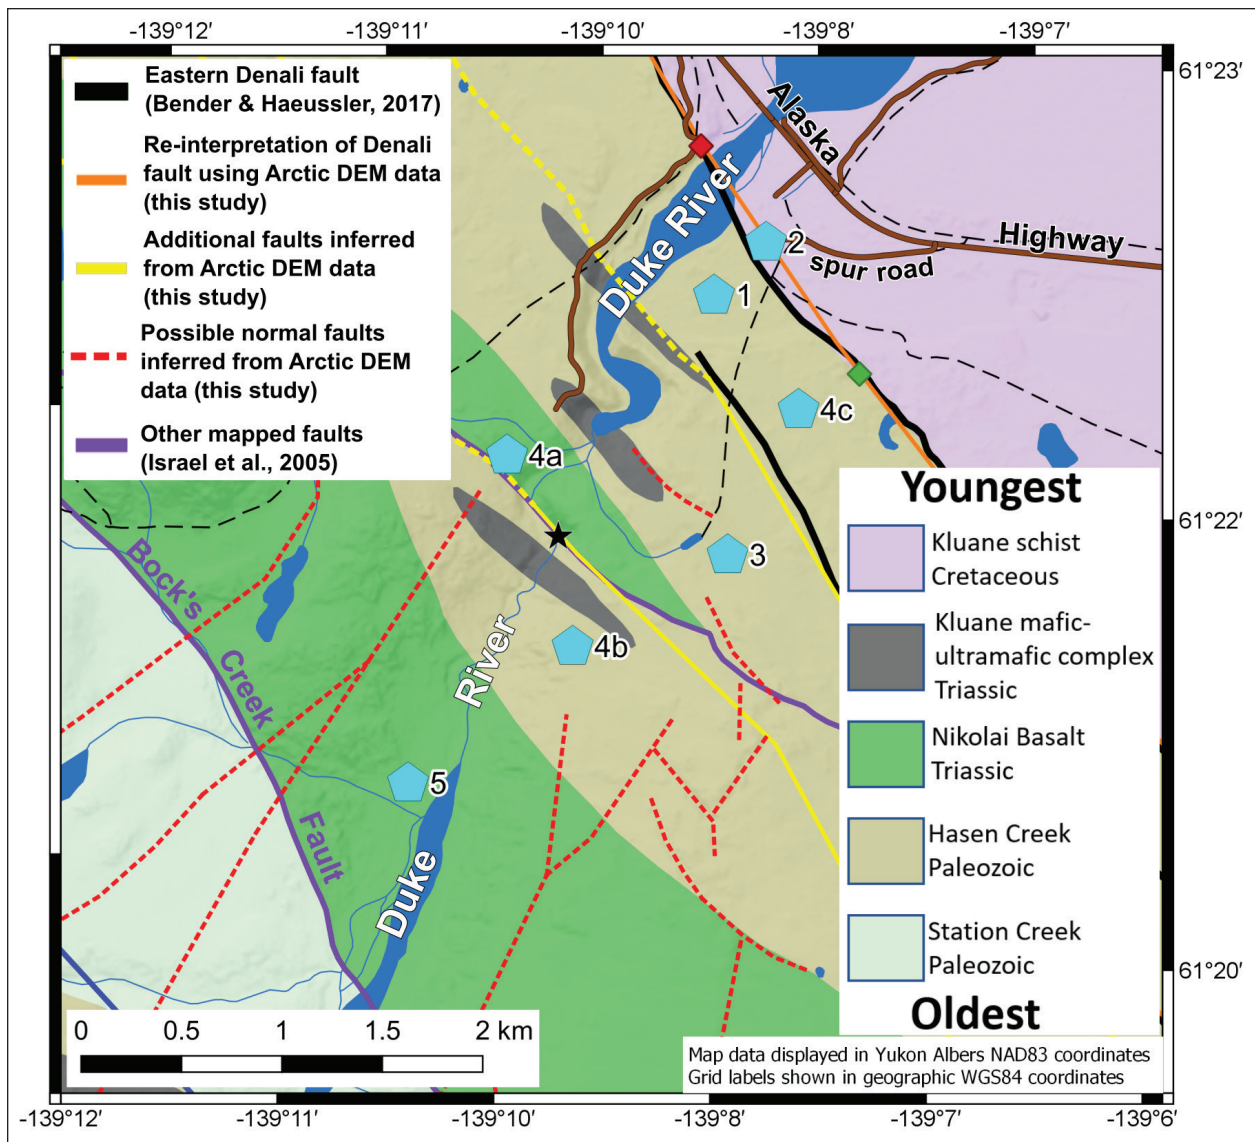 -139°12′ -139°11′ -139°10′ -139°8′ -139°7′
61°23′
61°22′
61°20′
Eastern Denali fault
(Bender & Haeussler, 2017)
Re-interpretation of Denali
fault using Arctic DEM data
(this study)
Additional faults inferred
from Arctic DEM data
(this study)
Possible normal faults
inferred from Arctic DEM
data (this study)
Other mapped faults
(Israel et al., 2005)
Alaska
Highway
spur road
Duke River
2
1
4c
4a
3
4b
5
River
Duke
Bock's
Creek
Fault
Youngest
Kluane schist
Cretaceous
Kluane mafic-
ultramafic complex
Triassic
Nikolai Basalt
Triassic
Hasen Creek
Paleozoic
Station Creek
Paleozoic
Oldest
0 0.5 1 1.5 2 km
Map data displayed in Yukon Albers NAD83 coordinates
Grid labels shown in geographic WGS84 coordinates
-139°12′ -139°11′ -139°10′ -139°8′ -139°7′ -139°6′